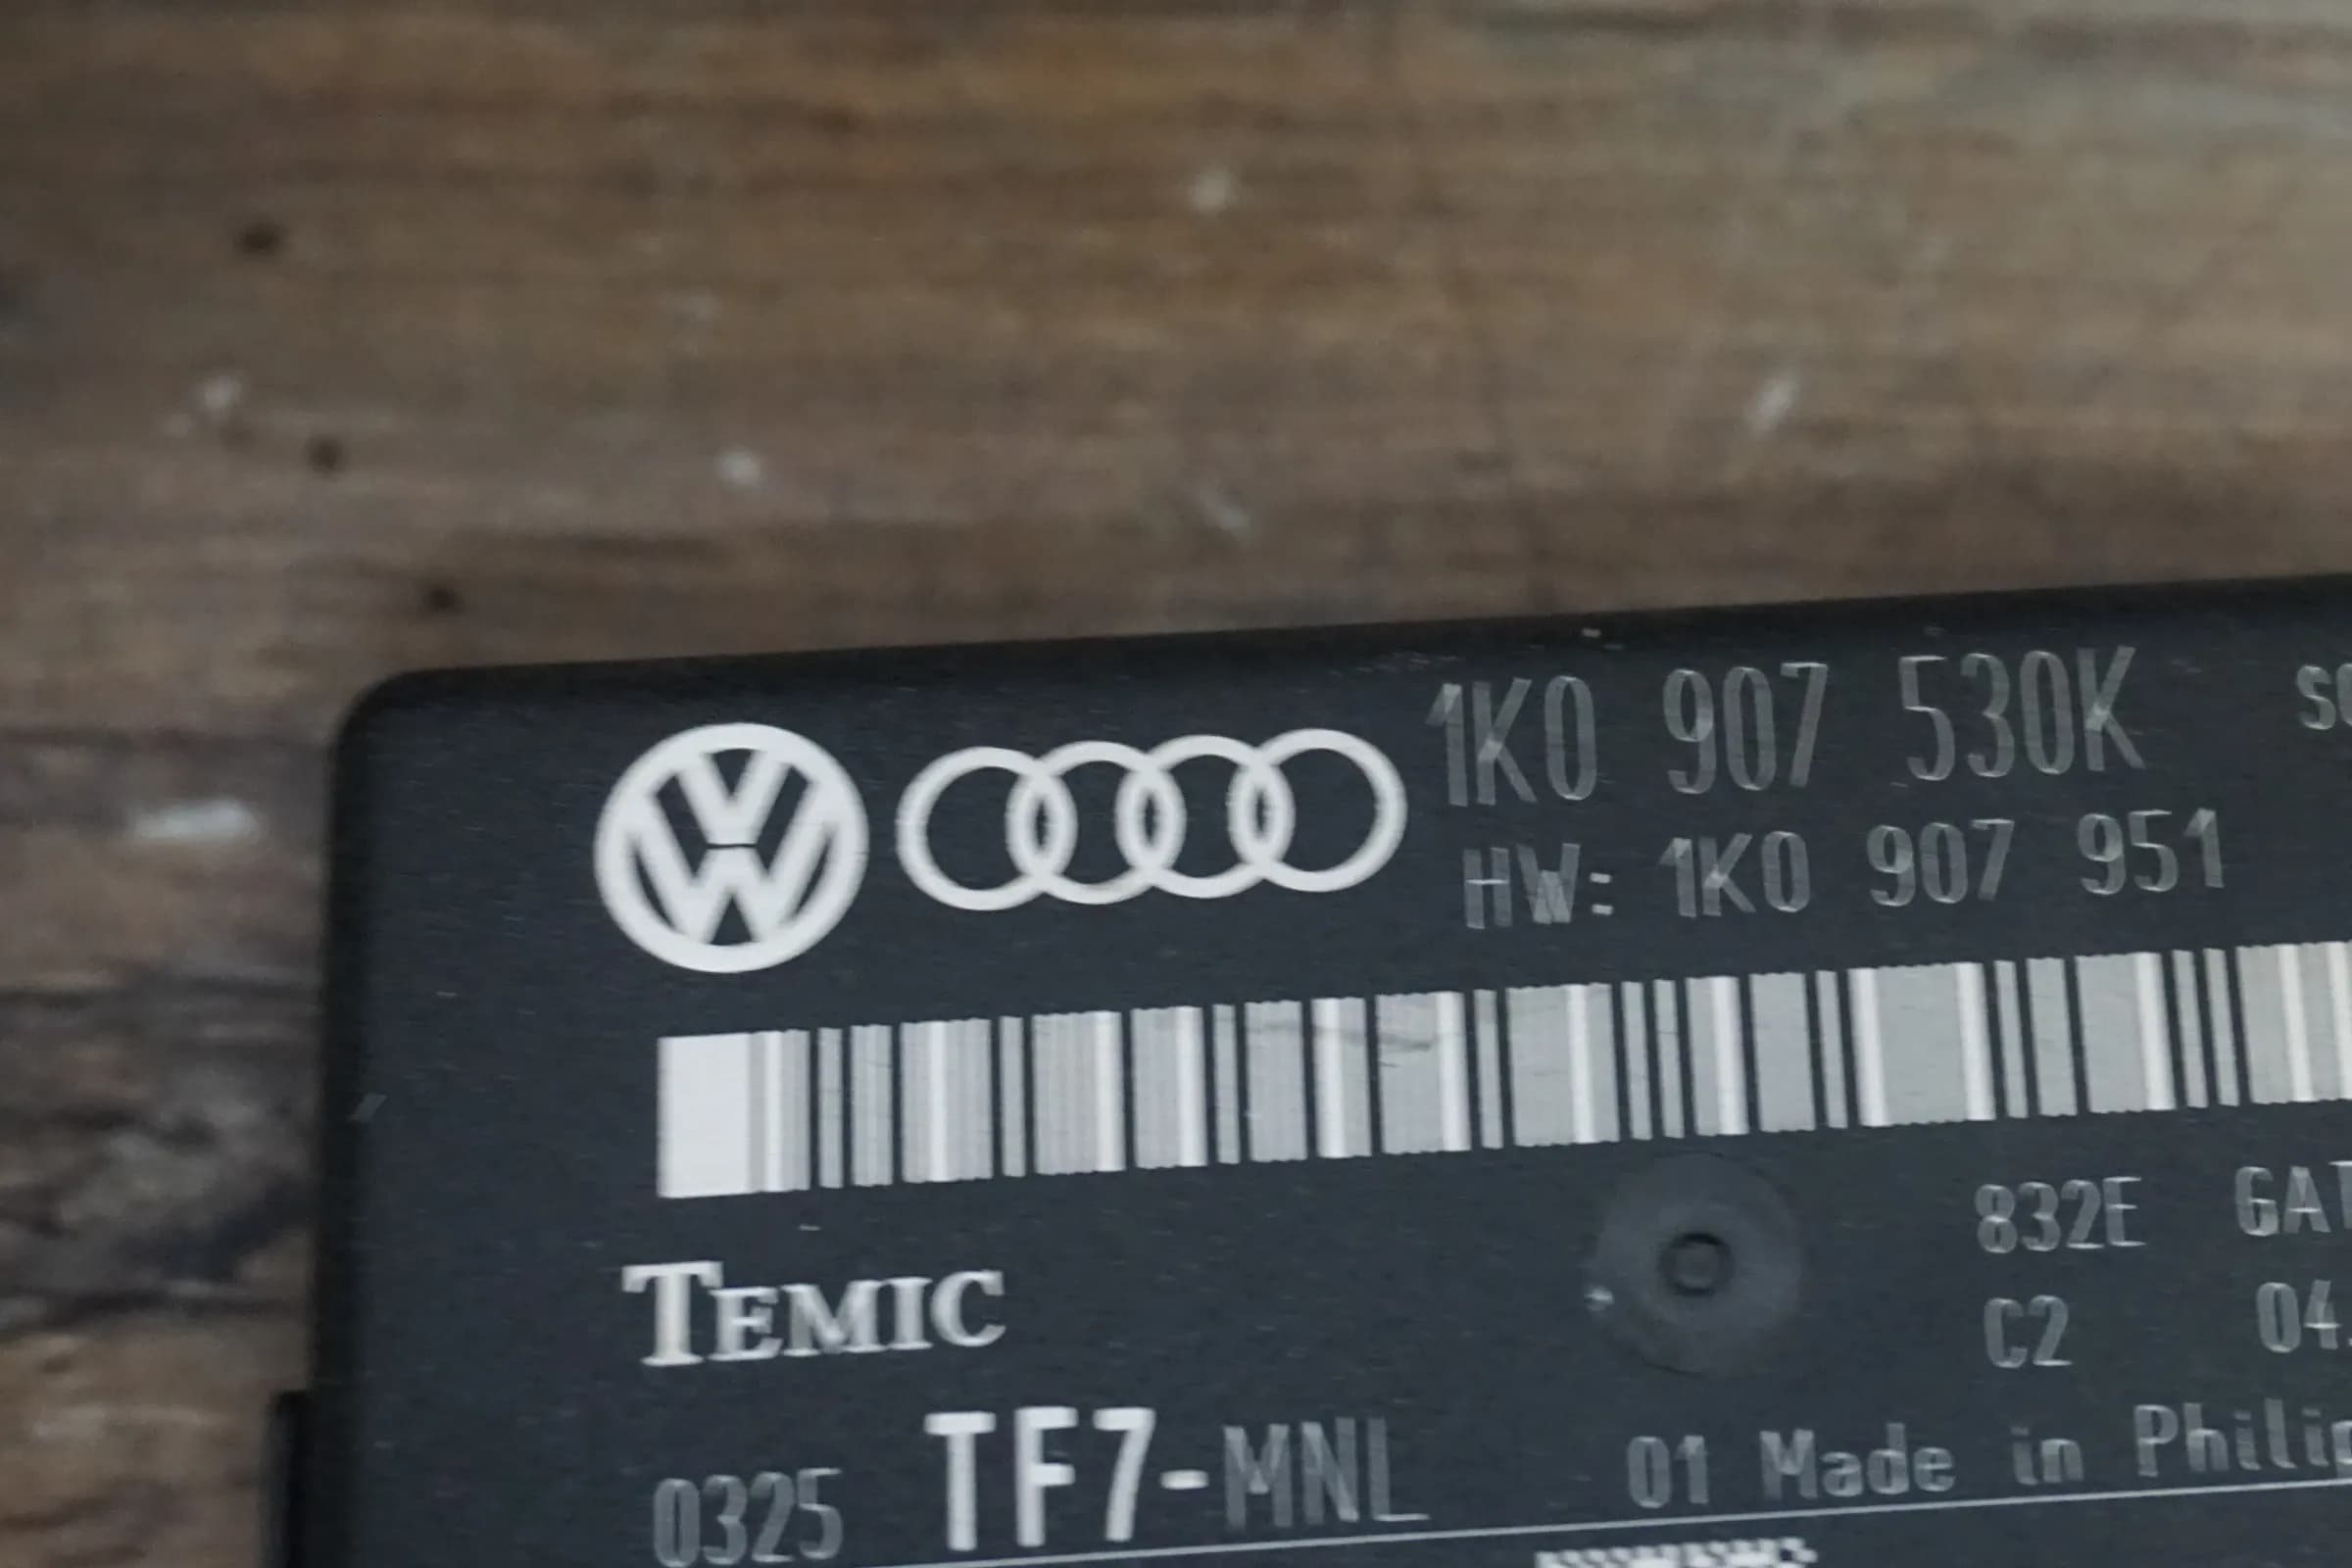 1K0 907 530K
HW: 1K0 907 951
TEMIC
832E
C2
0325 TF7-MNL 01 Made in